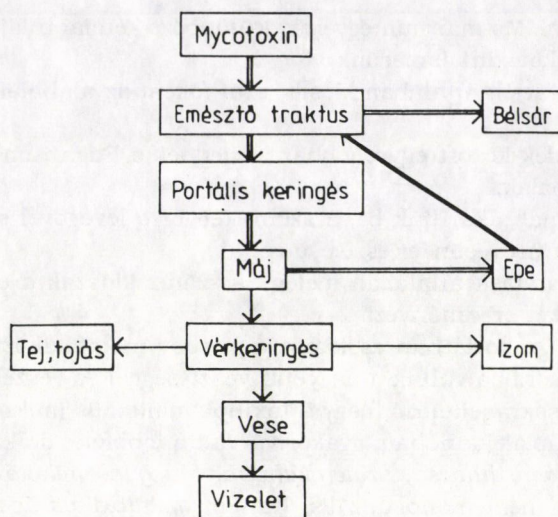 Mycotoxin
Emésztő traktus
Bélsár
Portális keringés
Máj
Epe
Tej, tojás
Vérkeringés
Izom
Vese
Vizelet